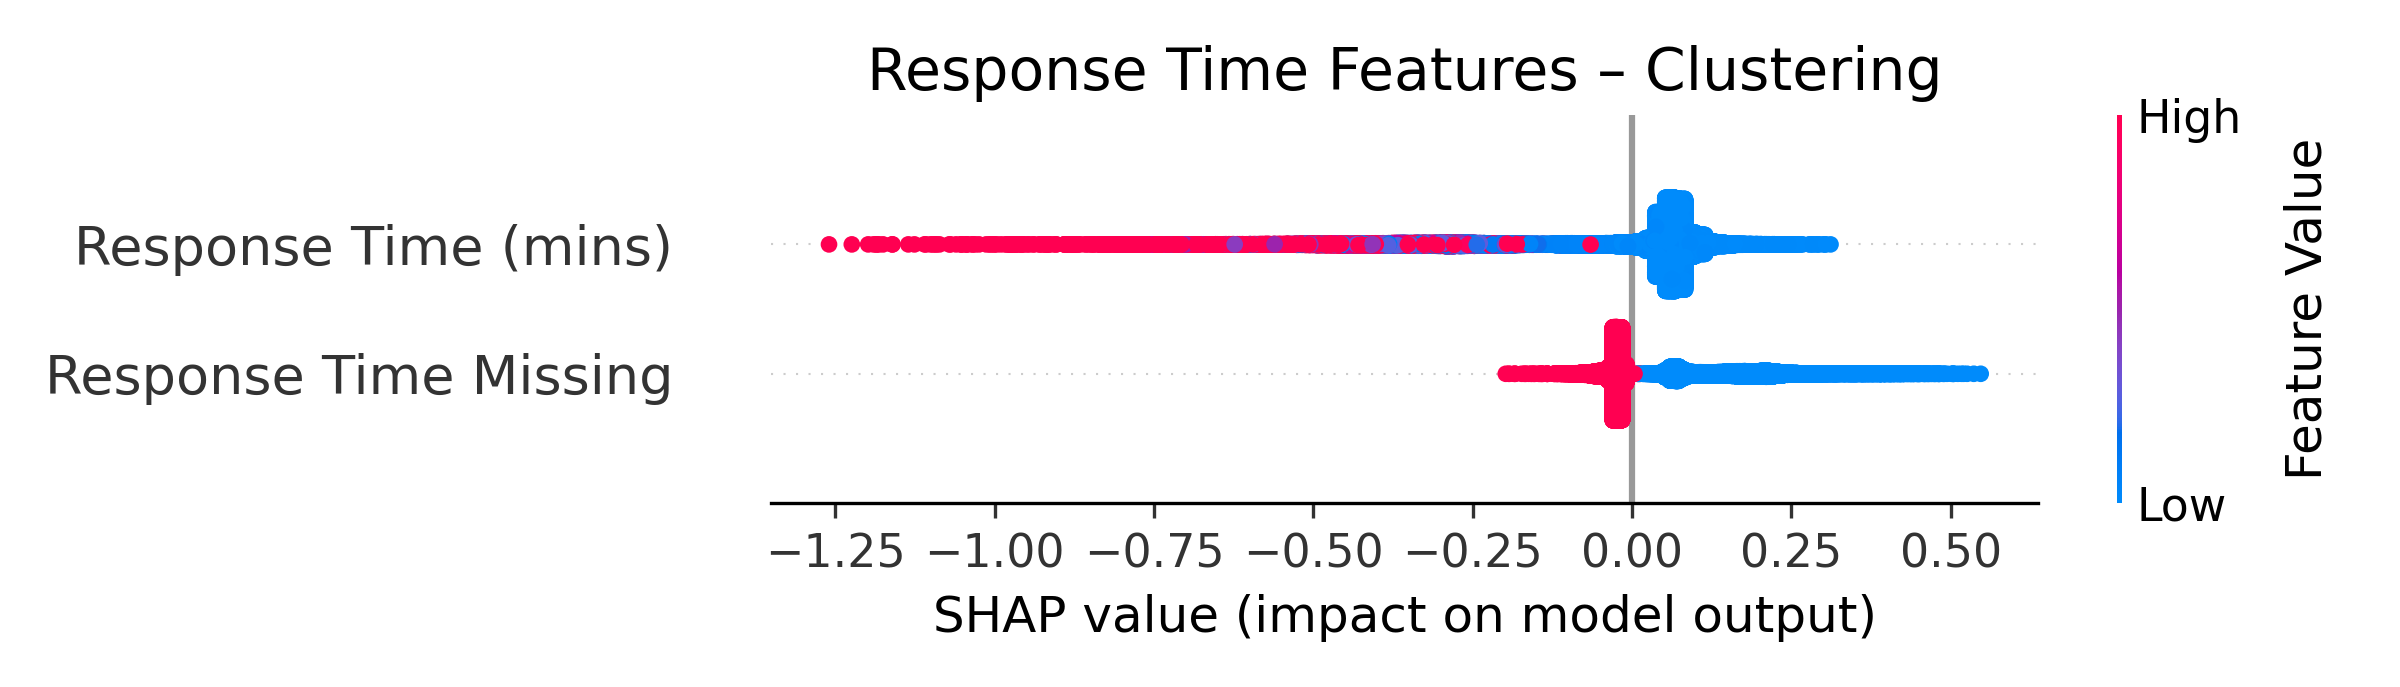 Response Time Features – Clustering
High
Response Time (mins)
Response Time Missing
Feature Value
Low
−1.25 −1.00 −0.75 −0.50 −0.25 0.00 0.25 0.50
SHAP value (impact on model output)